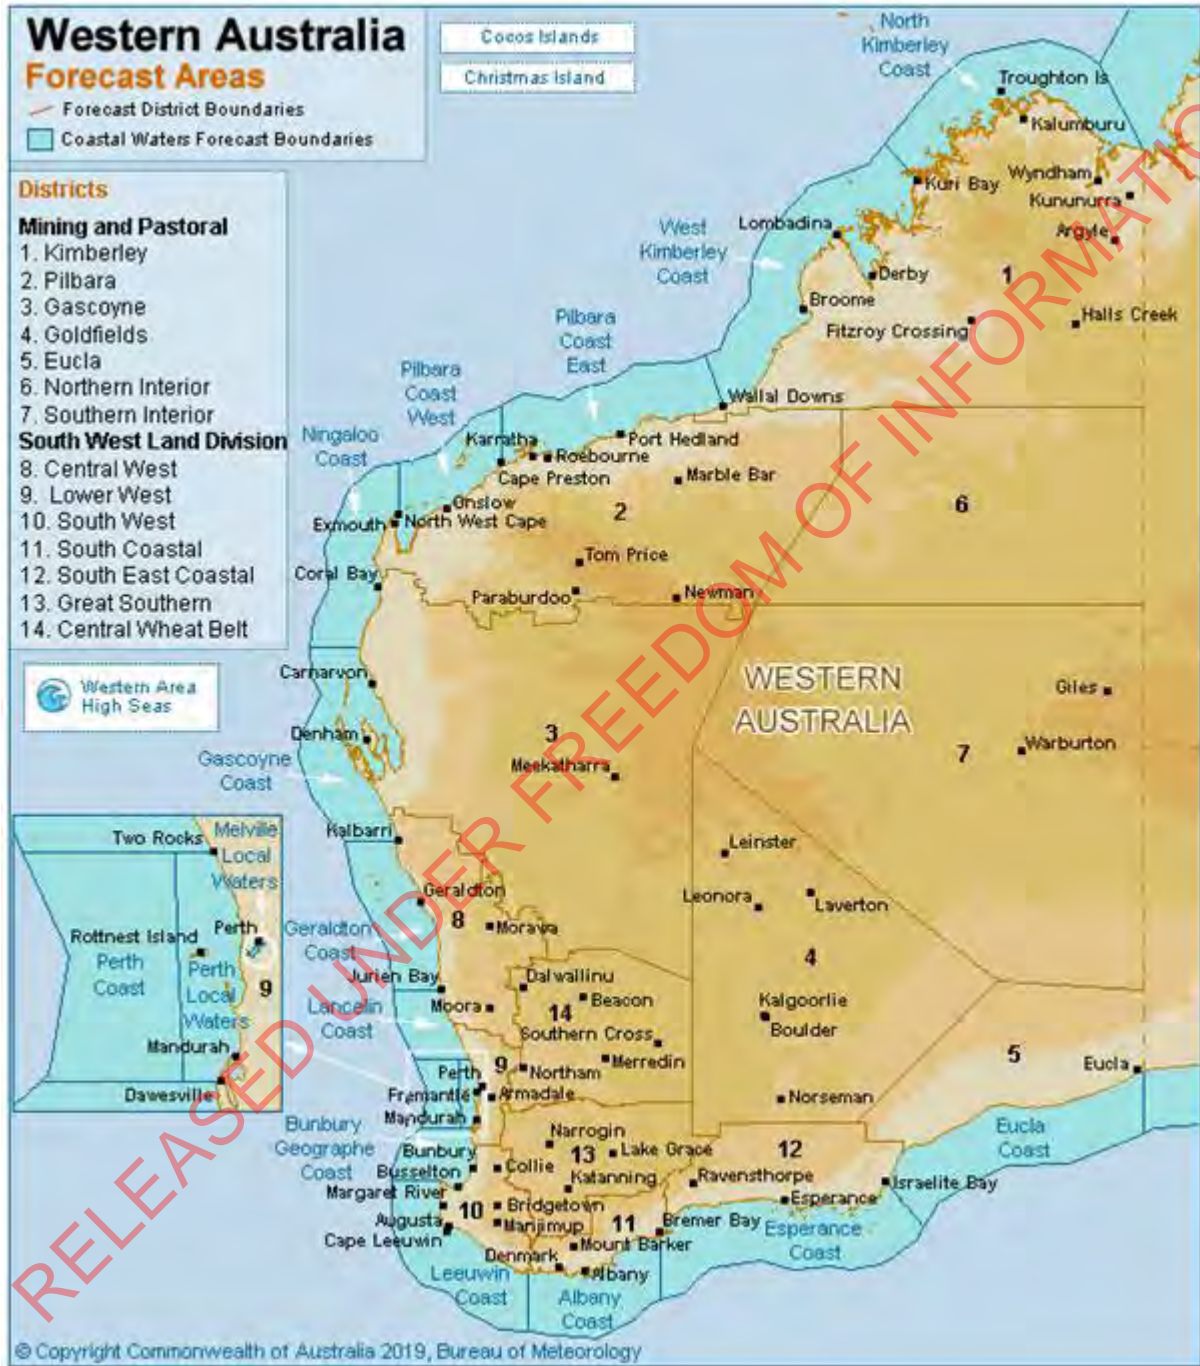 Western Australia
Forecast Areas
Forecast District Boundaries
Coastal Waters Forecast Boundaries
Cocos Islands
Christmas Island
Districts
Mining and Pastoral
1. Kimberley
2. Pilbara
3. Gascoyne
4. Goldfields
5. Eucla
6. Northern Interior
7. Southern Interior
South West Land Division
8. Central West
9. Lower West
10. South West
11. South Coastal
12. South East Coastal
13. Great Southern
14. Central Wheat Belt
Western Area
High Seas
North
Kimberley
Coast
Troughton Is
Kalumburu
Wyndham
Kuri Bay
Kununurra
Argyle
West
Kimberley
Coast
Lombadina
Derby
1
Broome
Halls Creek
Fitzroy Crossing
Pilbara
Coast
East
Pilbara
Coast
West
Wallal Downs
Ningaloo
Coast
Karratha
Port Hedland
Roebourne
Cape Preston
Marble Bar
Onslow
2
6
Exmouth
North West Cape
Tom Price
Coral Bay
Paraburdoo
Newman
Carnarvon
WESTERN
AUSTRALIA
Giles
Denham
3
Warburton
7
Gascoyne
Coast
Meekatharra
Kalbarri
Leinster
Geraldton
Leonora
Laverton
8
Morawa
Geraldton
Coast
4
Jurien Bay
Dalwallinu
Beacon
Kalgoorlie
Boulder
Lancelin
Coast
Moora
14
Southern Cross
Merredin
5
Eucla
Perth
9
Northam
Fremantle
Armadale
Norseman
Mandurah
Eucla
Coast
Bunbury
Geographe
Coast
Narrogin
12
Bunbury
13
Lake Grace
Busselton
Collie
Katanning
Ravensthorpe
Israelite Bay
Margaret River
Esperance
10
Bridgetown
Augusta
Manjimup
11
Bremer Bay
Esperance
Coast
Cape Leeuwin
Mount Barker
Denmark
Albany
Leeuwin
Coast
Albany
Coast
Two Rocks
Melville
Local
Waters
Perth
Rottnest Island
Perth
Coast
Perth
Local
Waters
9
Mandurah
Dawesville
RELEASED UNDER FREEDOM OF INFORMATIO
© Copyright Commonwealth of Australia 2019, Bureau of Meteorology